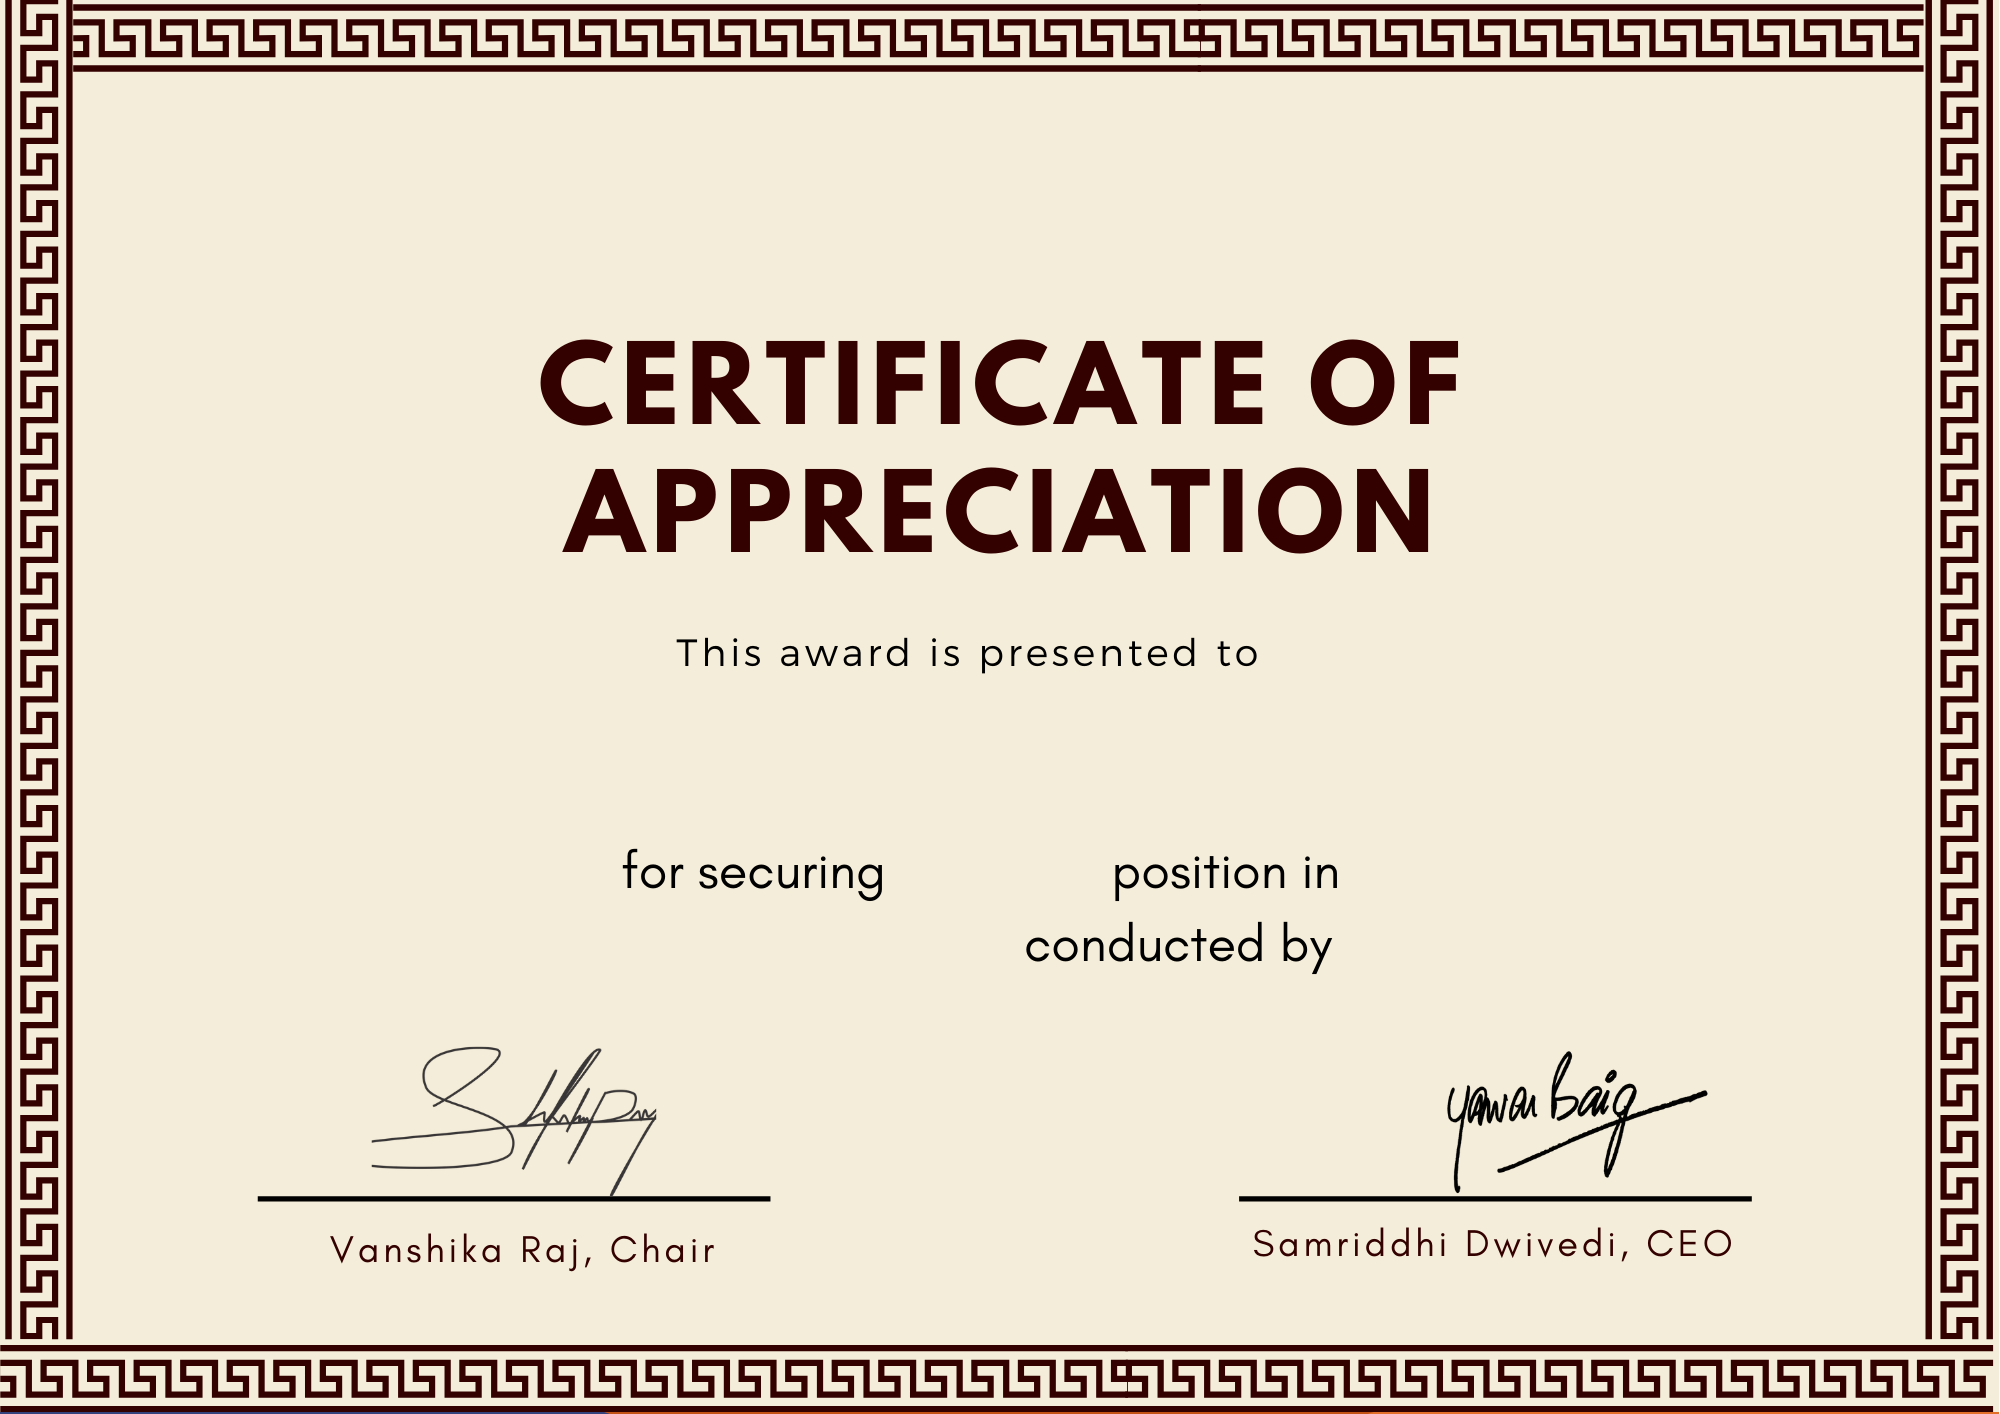 CERTIFICATE OF
APPRECIATION
This award is presented to
for securing position in
conducted by
Yawar Baig
Vanshika Raj, Chair
Samriddhi Dwivedi, CEO